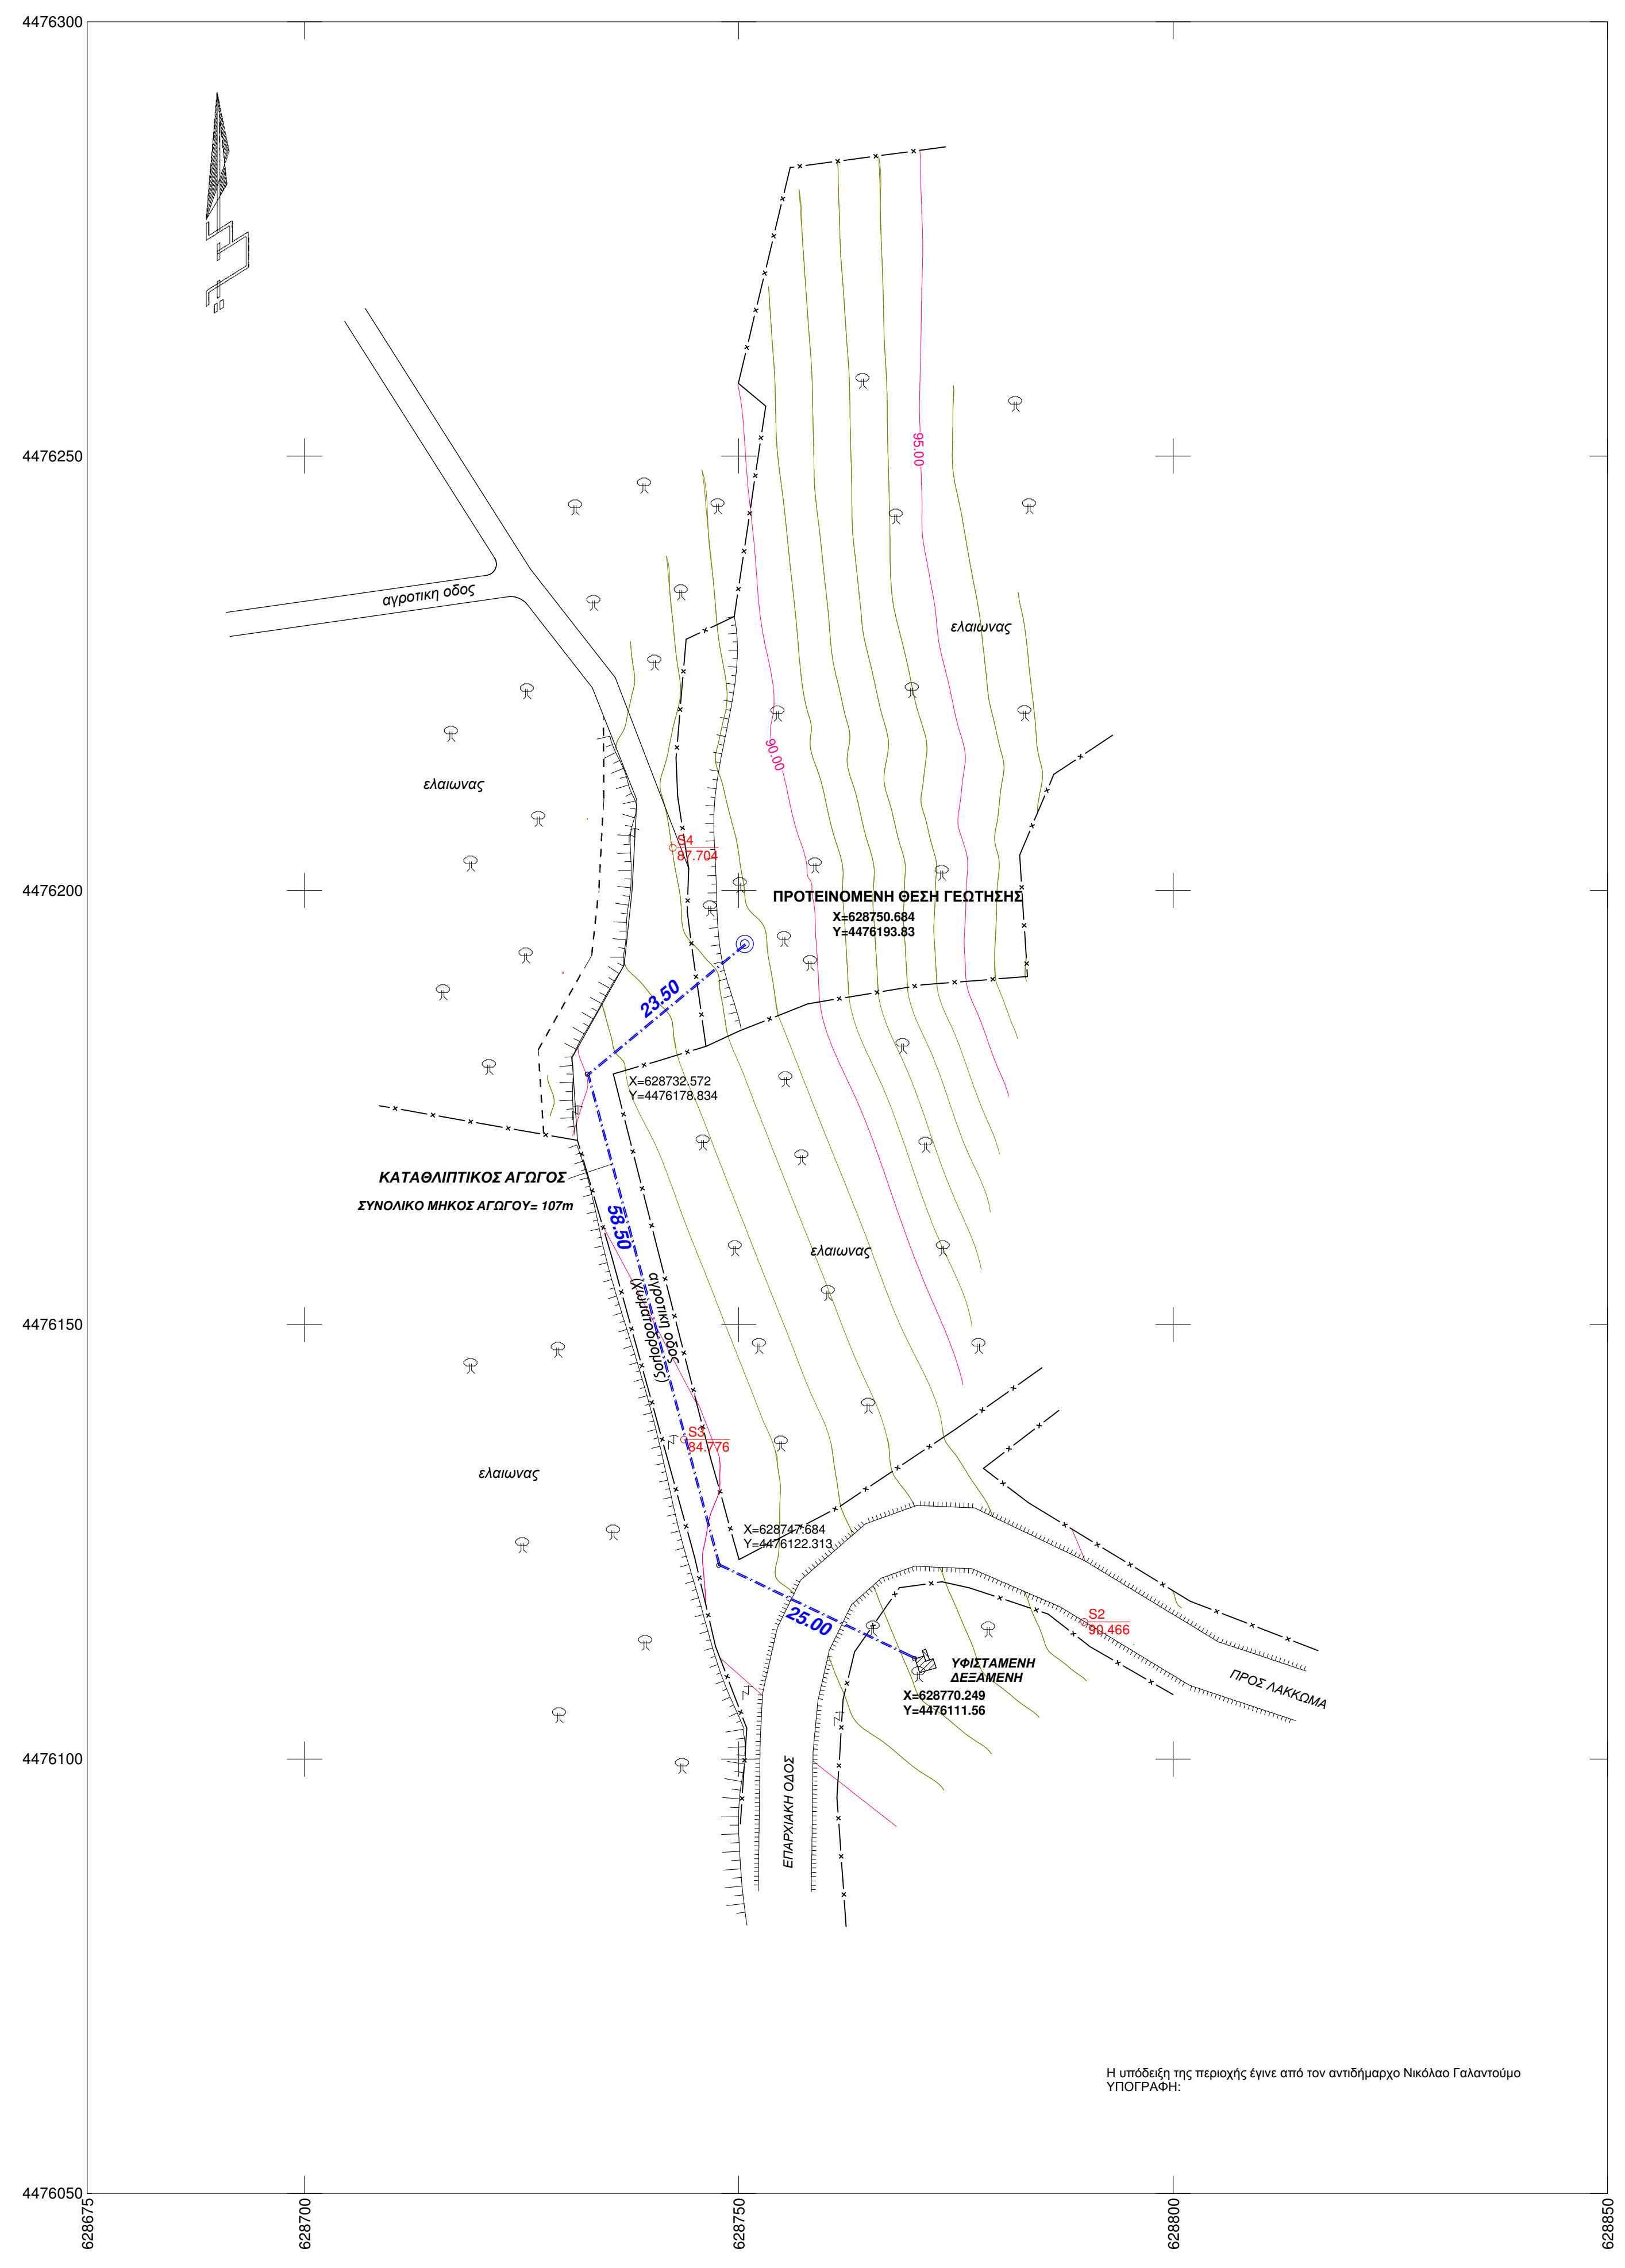 4476300
4476250
95.00
αγροτικη οδος
ελαιωνας
90.00
ελαιωνας
S4
87.704
4476200
ΠΡΟΤΕΙΝΟΜΕΝΗ ΘΕΣΗ ΓΕΩΤΗΣΗΣ
X=628750.684
Y=4476193.83
23.50
X=628732.572
Y=4476178.834
ΚΑΤΑΘΛΙΠΤΙΚΟΣ ΑΓΩΓΟΣ
ΣΥΝΟΛΙΚΟ ΜΗΚΟΣ ΑΓΩΓΟΥ= 107m
58.50
ελαιωνας
αγροτικη οδος
(χωματοδρομος)
4476150
S3
84.776
ελαιωνας
X=628747.684
Y=4476122.313
25.00
S2
90.466
ΥΦΙΣΤΑΜΕΝΗ
ΔΕΞΑΜΕΝΗ
X=628770.249
Y=4476111.56
ΠΡΟΣ ΛΑΚΚΩΜΑ
4476100
ΕΠΑΡΧΙΑΚΗ ΟΔΟΣ
Η υπόδειξη της περιοχής έγινε από τον αντιδήμαρχο Νικόλαο Γαλαντούμο
ΥΠΟΓΡΑΦΗ:
4476050
628675
628700
628750
628800
628850